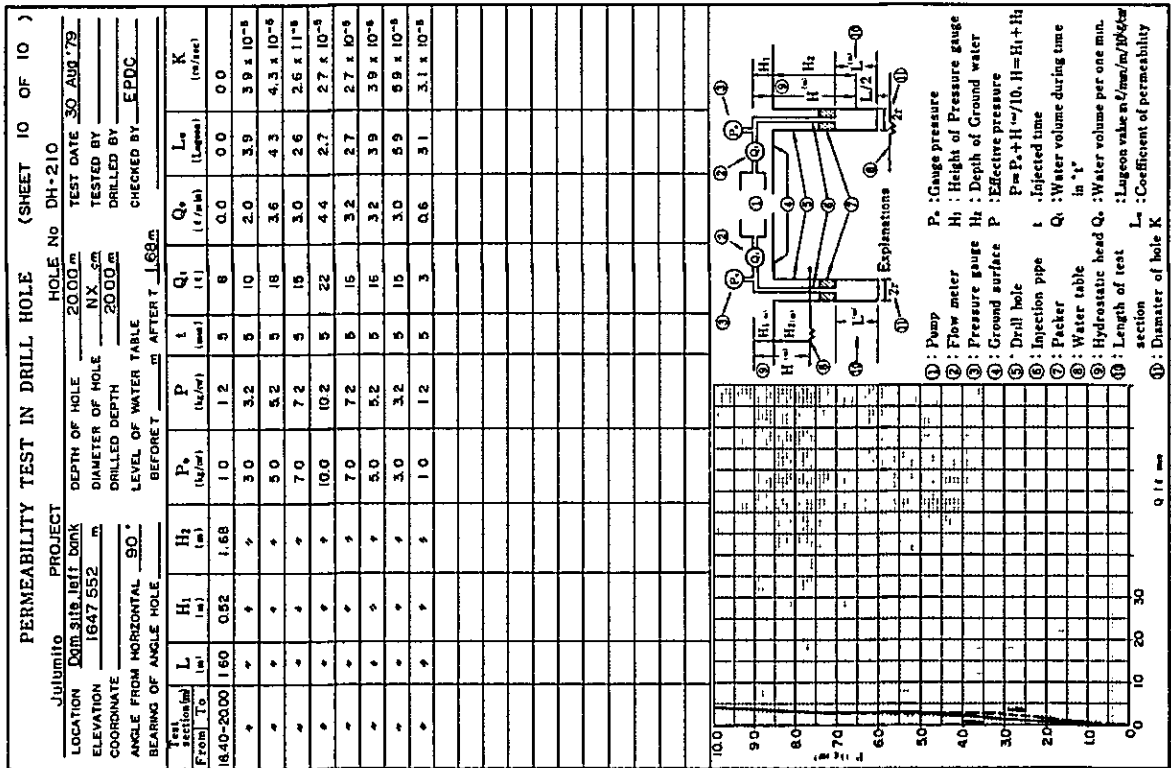 PERMEABILITY TEST IN DRILL HOLE (SHEET 10 OF 10 )
Julumito PROJECT HOLE No DH-210
LOCATION Dam site left bank DEPTH OF HOLE 20.00 m TEST DATE 30 AUG '79
ELEVATION 1647 552 m DIAMETER OF HOLE NX cm TESTED BY
COORDINATE DRILLED DEPTH 20 00 m DRILLED BY
ANGLE FROM HORIZONTAL 90° LEVEL OF WATER TABLE CHECKED BY EPDC
BEARING OF ANGLE HOLE BEFORE T m AFTER T 1.68 m
Test section(m) From To L (m) H₁ (m) H₂ (m) P₀ P t Q₁ Q₀ (ℓ/min) L₀ (Lugeon) K
18.40-20.00 1 60 0.52 1.68 1 0 1 2 5 8 0.0 0 0 0 0
〃 〃 〃 〃 3 0 3.2 5 10 2.0 3.9 3 9 x 10⁻⁵
〃 〃 〃 〃 5 0 5.2 5 18 3.6 4 3 4.3 x 10⁻⁵
〃 〃 〃 〃 7 0 7 2 5 15 3.0 2 6 2.6 x 11⁻⁵
〃 〃 〃 〃 10.0 10.2 5 22 4 4 2.7 2 7 x 10⁻⁵
〃 〃 〃 〃 7 0 7.2 5 16 3.2 2 7 2.7 x 10⁻⁵
〃 〃 〃 〃 5.0 5.2 5 16 3.2 3 9 3 9 x 10⁻⁵
〃 〃 〃 〃 3.0 3.2 5 15 3.0 5 9 5 9 x 10⁻⁵
〃 〃 〃 〃 1 0 1 2 5 3 0.6 3 1 3.1 x 10⁻⁵
10.0
9 0
8.0
7.0
6.0
5.0
4.0
3.0
2.0
1.0
0
0 10 20 30
Explanations
①: Pump
②: Flow meter
③: Pressure gauge
④: Ground surface
⑤: Drill hole
⑥: Injection pipe
⑦: Packer
⑧: Water table
⑨: Hydrostatic head
⑩: Length of test section
⑪: Diamater of hole
P₀ :Gauge pressure
H₁ : Height of Pressure gauge
H₂ : Depth of Ground water
P :Effective pressure
P=P₀+H(m)/10, H=H₁+H₂
t .Injected time
Q₁ :Water volume during time in "t"
Q₀ :Water volume per one min.
L₀ :Lugeon value
K :Coefficient of permeability